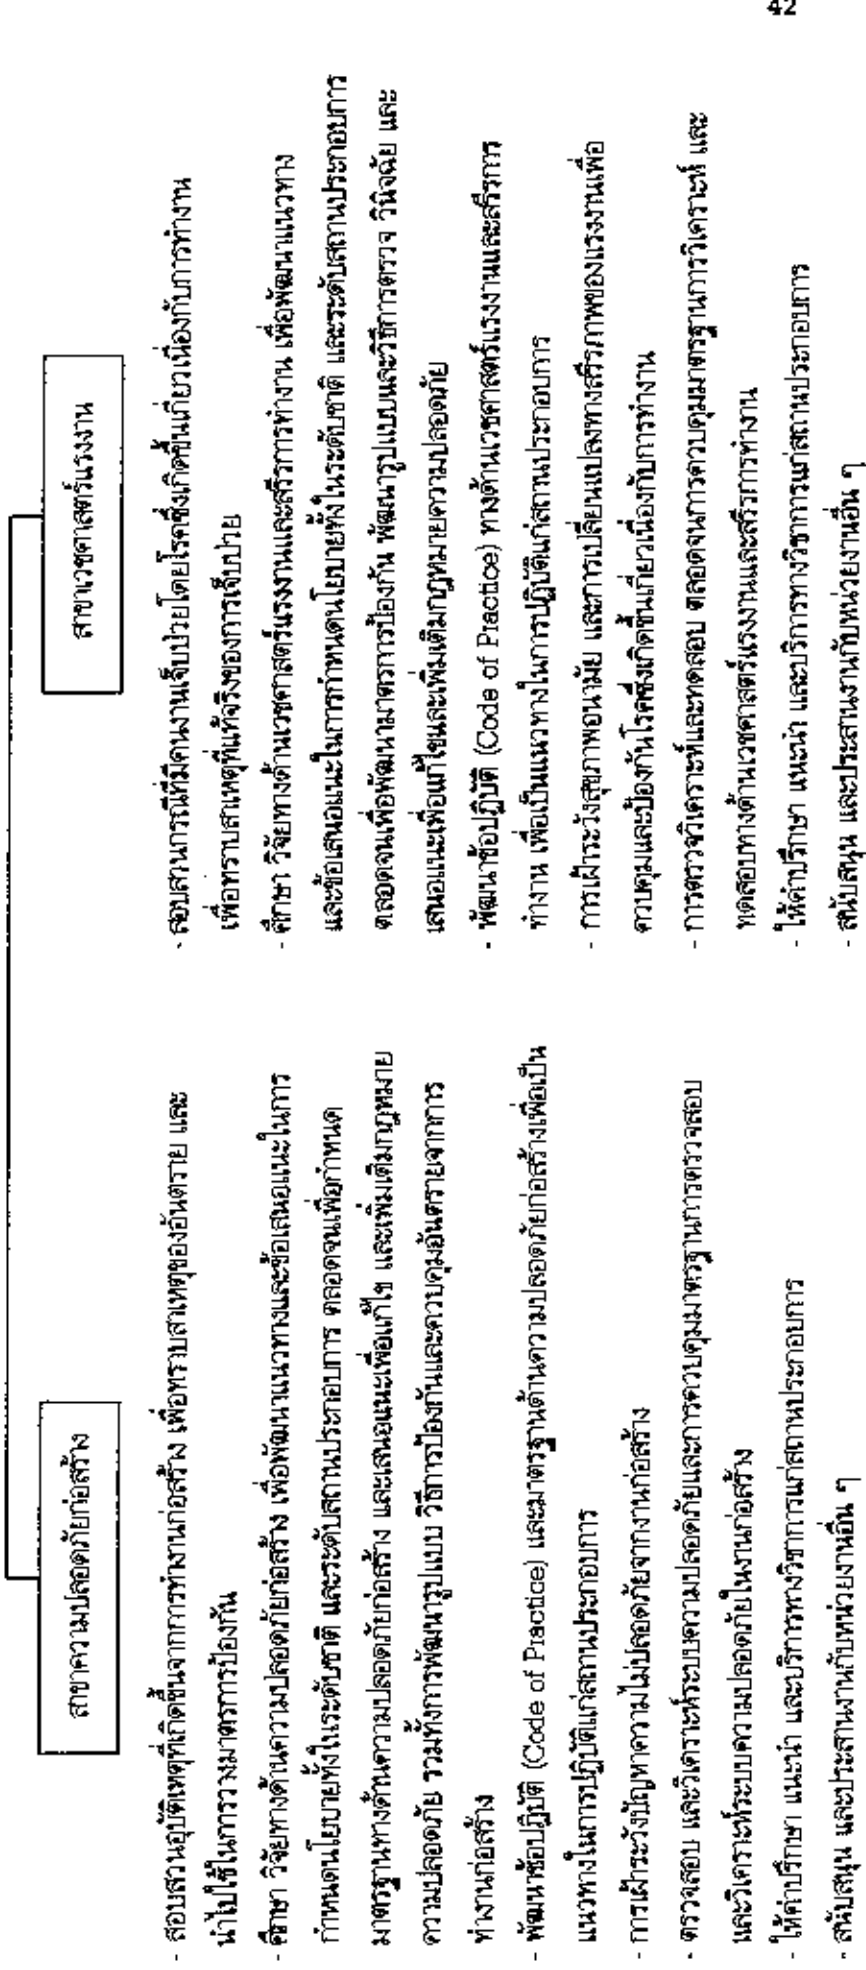 42
สาขาความปลอดภัยก่อสร้าง
- สอบสวนอุบัติเหตุที่เกิดขึ้นจากการทำงานก่อสร้าง เพื่อทราบสาเหตุของอันตราย และ
นำไปใช้ในการวางมาตรการป้องกัน
- ศึกษา วิจัยทางด้านความปลอดภัยก่อสร้าง เพื่อพัฒนาแนวทางและข้อเสนอแนะในการ
กำหนดนโยบายทั้งในระดับชาติ และระดับสถานประกอบการ ตลอดจนเพื่อกำหนด
มาตรฐานทางด้านความปลอดภัยก่อสร้าง และเสนอแนะเพื่อแก้ไข และเพิ่มเติมกฎหมาย
ความปลอดภัย รวมทั้งการพัฒนารูปแบบ วิธีการป้องกันและควบคุมอันตรายจากการ
ทำงานก่อสร้าง
- พัฒนาข้อปฏิบัติ (Code of Practice) และมาตรฐานด้านความปลอดภัยก่อสร้างเพื่อเป็น
แนวทางในการปฏิบัติแก่สถานประกอบการ
- การเฝ้าระวังปัญหาความไม่ปลอดภัยจากงานก่อสร้าง
- ตรวจสอบ และวิเคราะห์ระบบความปลอดภัยและการควบคุมมาตรฐานการตรวจสอบ
และวิเคราะห์ระบบความปลอดภัยในงานก่อสร้าง
- ให้คำปรึกษา แนะนำ และบริการทางวิชาการแก่สถานประกอบการ
- สนับสนุน และประสานงานกับหน่วยงานอื่น ๆ
สาขาเวชศาสตร์แรงงาน
- สอบสวนกรณีที่มีคนงานเจ็บป่วยโดยโรคซึ่งเกิดขึ้นเกี่ยวเนื่องกับการทำงาน
เพื่อทราบสาเหตุที่แท้จริงของการเจ็บป่วย
- ศึกษา วิจัยทางด้านเวชศาสตร์แรงงานและสรีรการทำงาน เพื่อพัฒนาแนวทาง
และข้อเสนอแนะในการกำหนดนโยบายทั้งในระดับชาติ และระดับสถานประกอบการ
ตลอดจนเพื่อพัฒนามาตรการป้องกัน พัฒนารูปแบบและวิธีการตรวจ วินิจฉัย และ
เสนอแนะเพื่อแก้ไขและเพิ่มเติมกฎหมายความปลอดภัย
- พัฒนาข้อปฏิบัติ (Code of Practice) ทางด้านเวชศาสตร์แรงงานและสรีรการ
ทำงาน เพื่อเป็นแนวทางในการปฏิบัติแก่สถานประกอบการ
- การเฝ้าระวังสุขภาพอนามัย และการเปลี่ยนแปลงทางสรีรภาพของแรงงานเพื่อ
ควบคุมและป้องกันโรคซึ่งเกิดขึ้นเกี่ยวเนื่องกับการทำงาน
- การตรวจวิเคราะห์และทดสอบ ตลอดจนการควบคุมมาตรฐานการวิเคราะห์ และ
ทดสอบทางด้านเวชศาสตร์แรงงานและสรีรการทำงาน
- ให้คำปรึกษา แนะนำ และบริการทางวิชาการแก่สถานประกอบการ
- สนับสนุน และประสานงานกับหน่วยงานอื่น ๆ